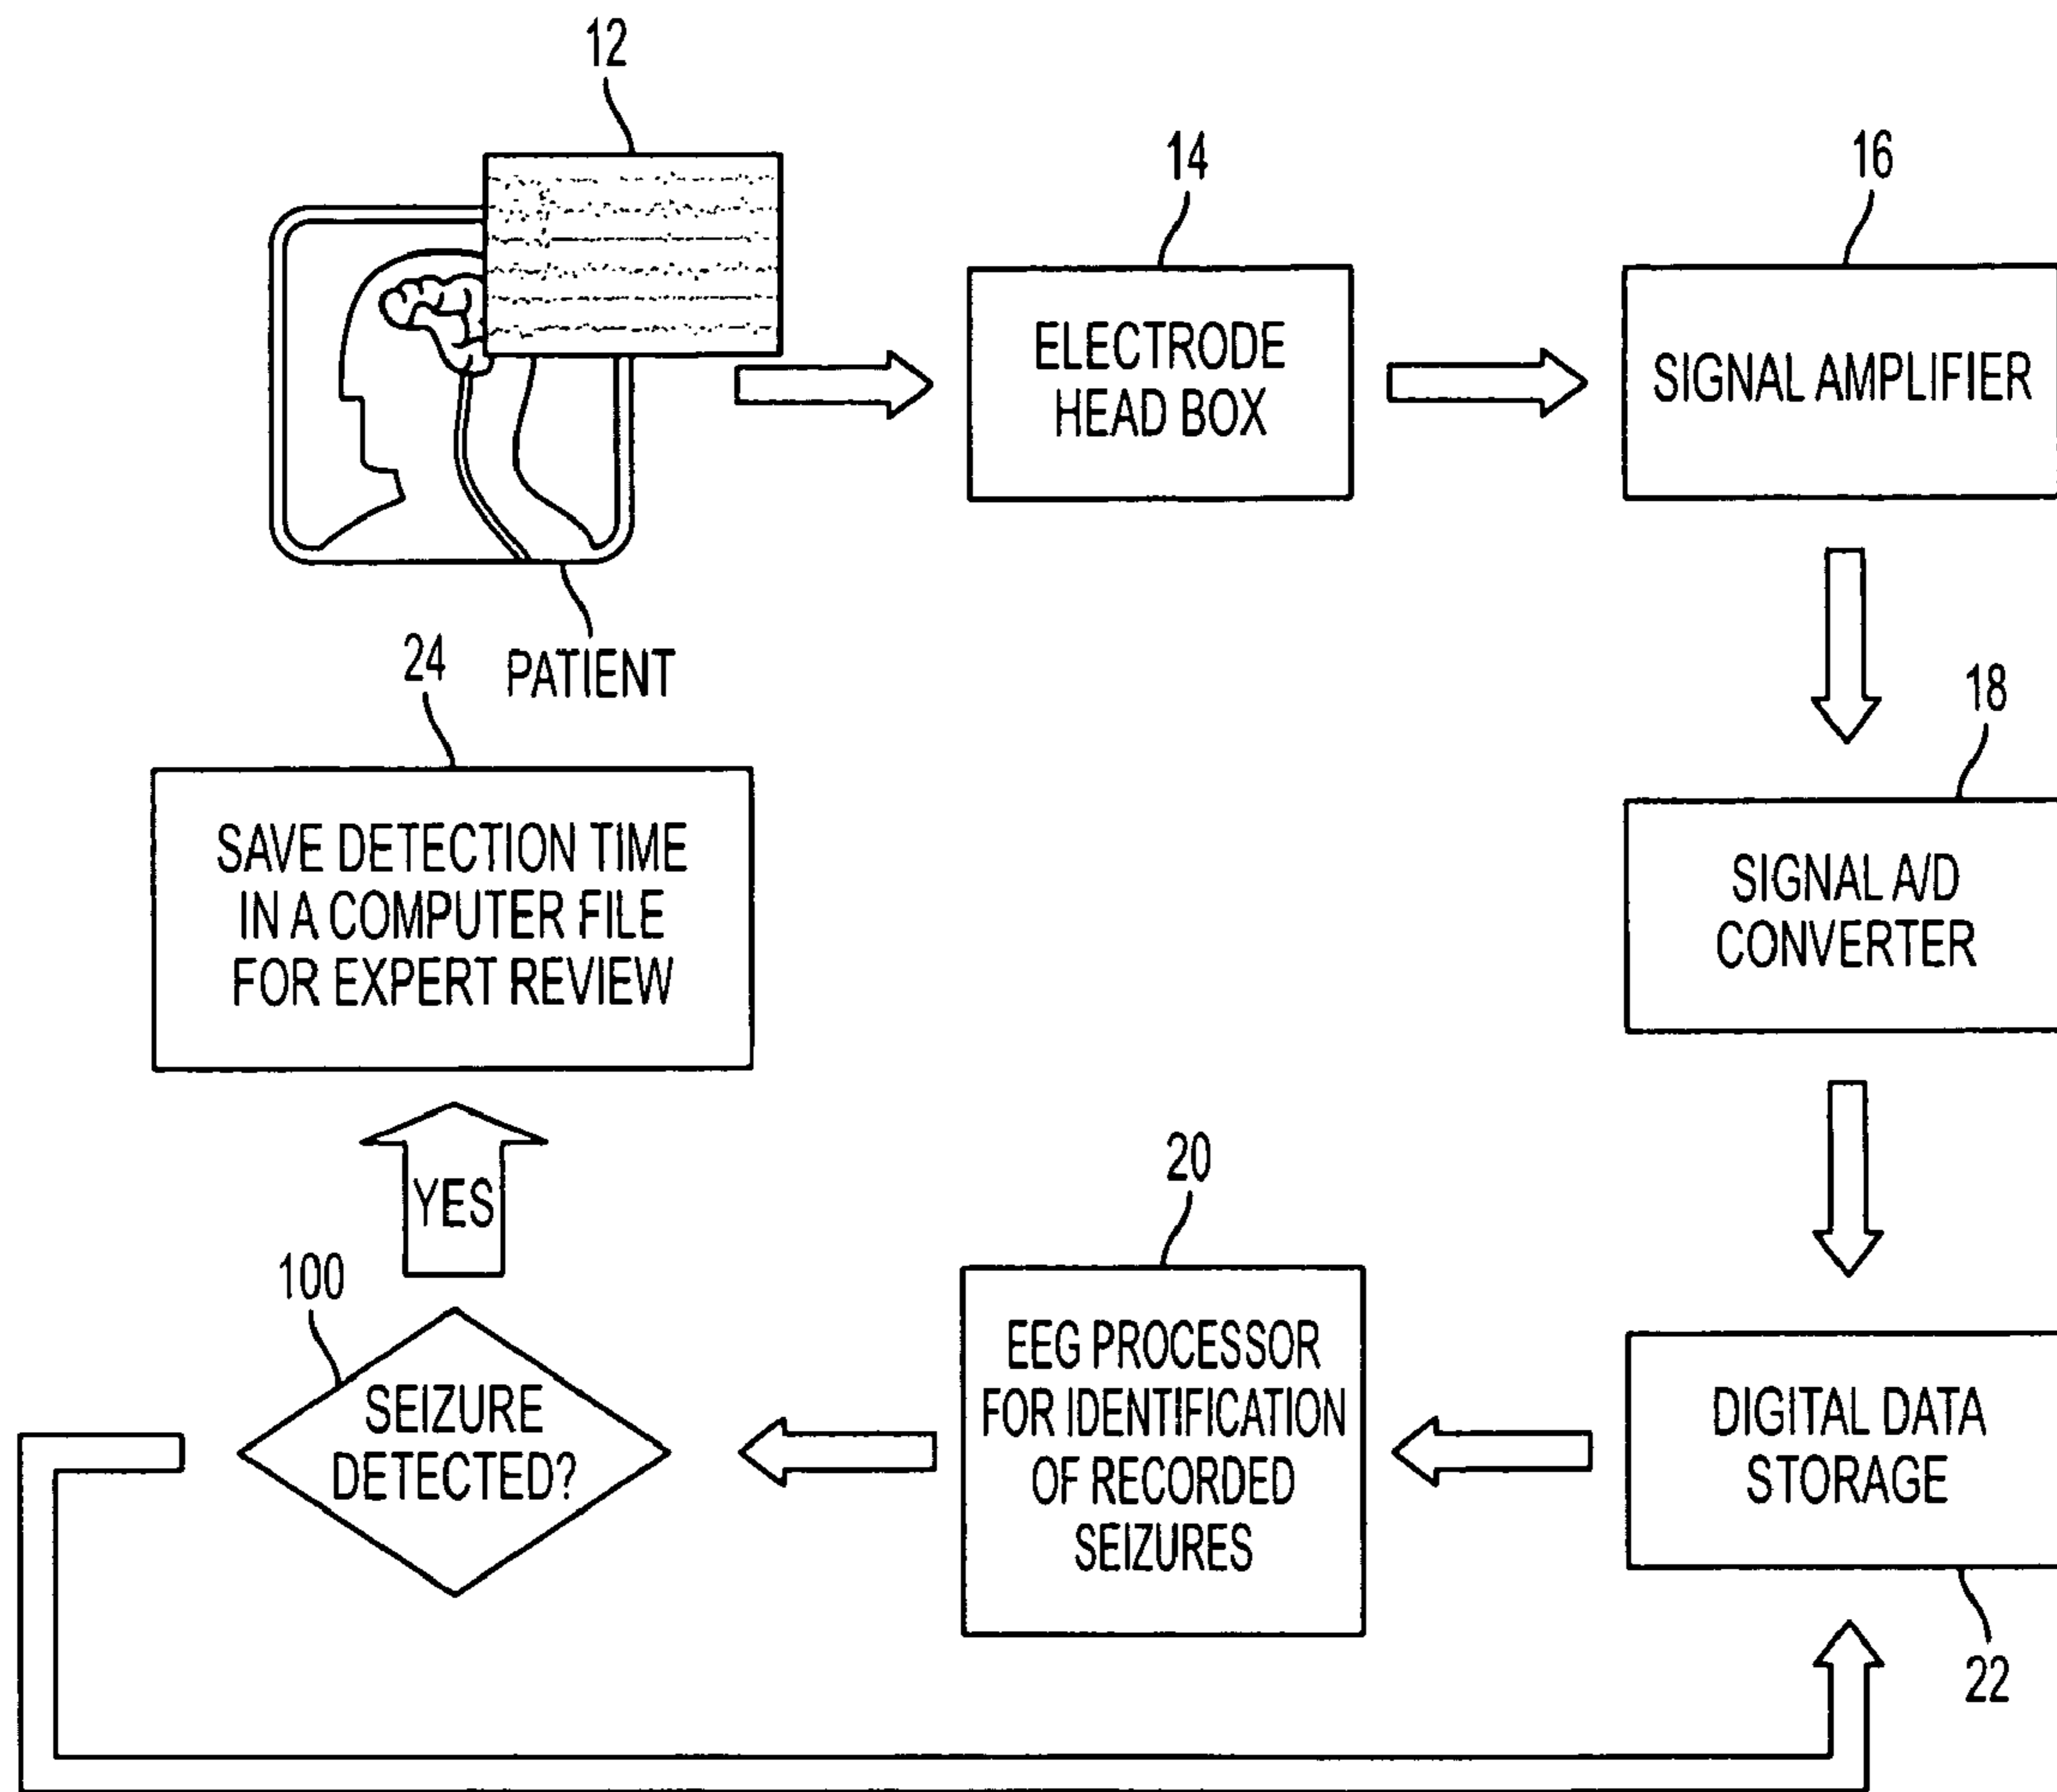 12
14
16
ELECTRODE
HEAD BOX
SIGNAL AMPLIFIER
PATIENT
24
18
SAVE DETECTION TIME
IN A COMPUTER FILE
FOR EXPERT REVIEW
SIGNAL A/D
CONVERTER
YES
20
100
EEG PROCESSOR
FOR IDENTIFICATION
OF RECORDED
SEIZURES
SEIZURE
DETECTED?
DIGITAL DATA
STORAGE
22